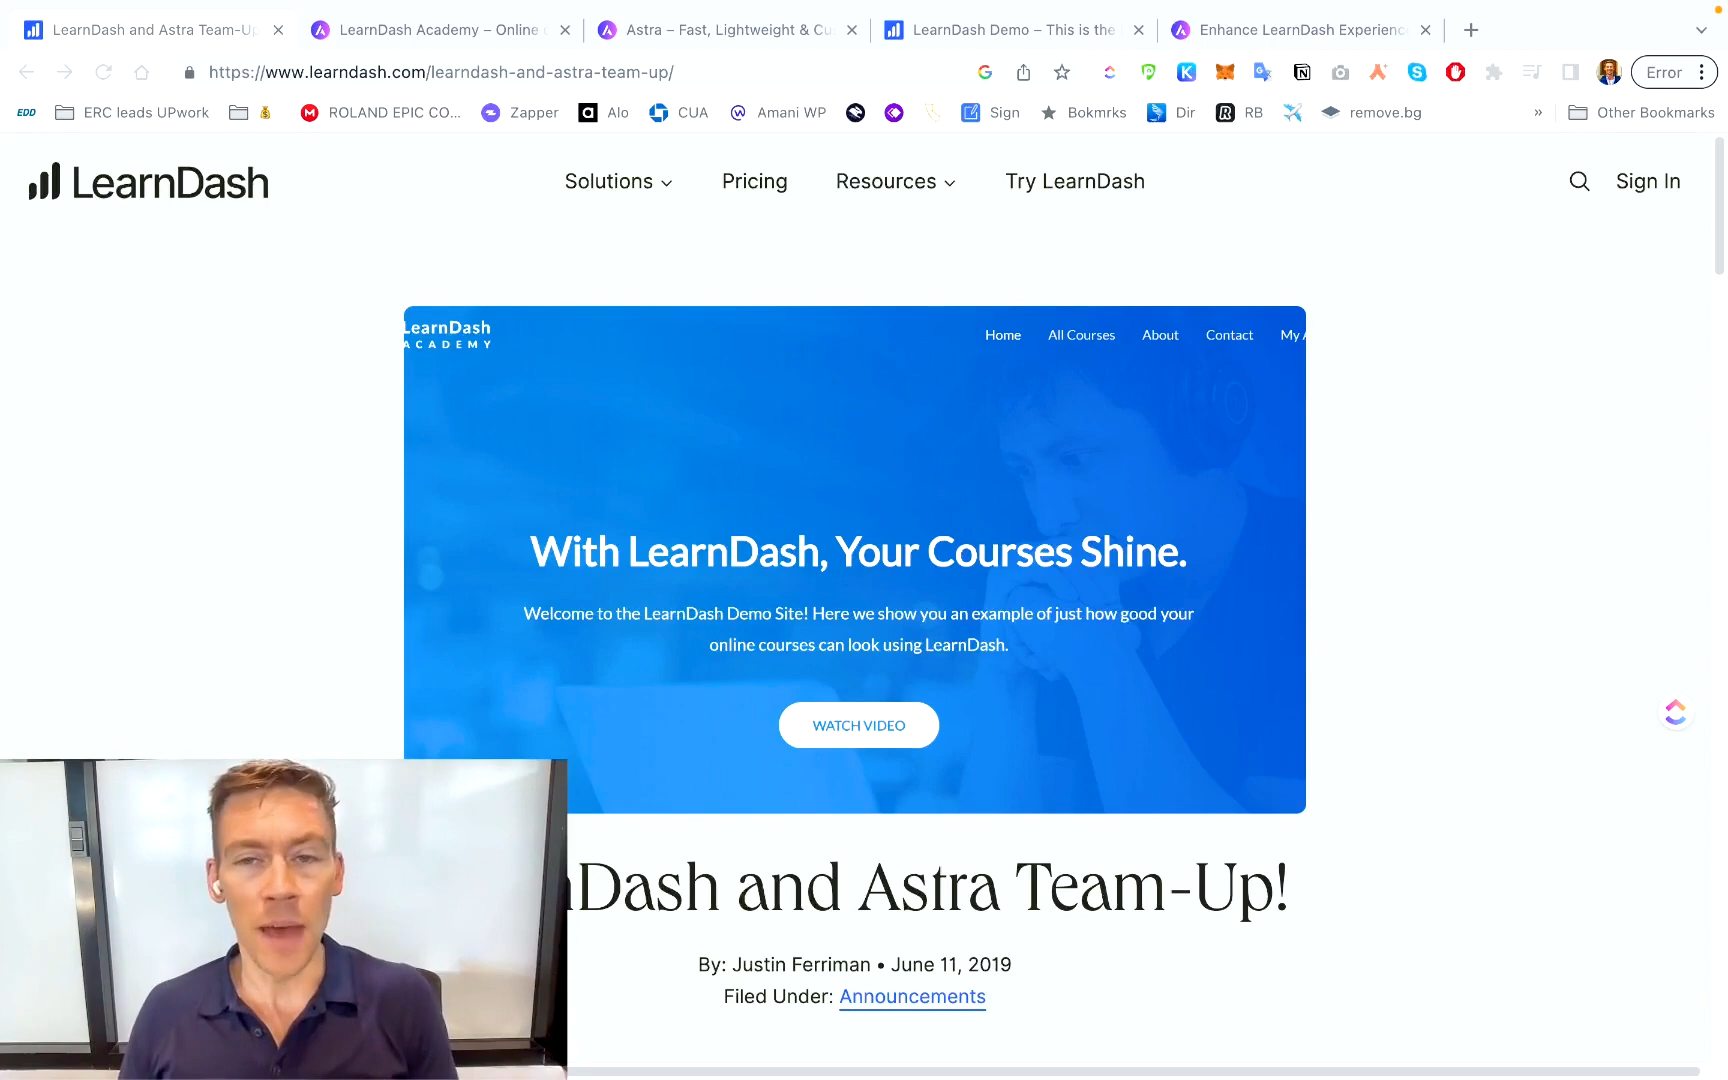 LearnDash and Astra Team-Up
LearnDash Academy – Online
Astra – Fast, Lightweight & Cu
LearnDash Demo – This is the
Enhance LearnDash Experienc
https://www.learndash.com/learndash-and-astra-team-up/
Error
EDD
ERC leads UPwork
ROLAND EPIC CO...
Zapper
Alo
CUA
Amani WP
Sign
Bokmrks
Dir
RB
remove.bg
»
Other Bookmarks
LearnDash
Solutions
Pricing
Resources
Try LearnDash
Sign In
LearnDash
ACADEMY
Home
All Courses
About
Contact
My
With LearnDash, Your Courses Shine.
Welcome to the LearnDash Demo Site! Here we show you an example of just how good your
online courses can look using LearnDash.
WATCH VIDEO
nDash and Astra Team-Up!
By: Justin Ferriman • June 11, 2019
Filed Under: Announcements